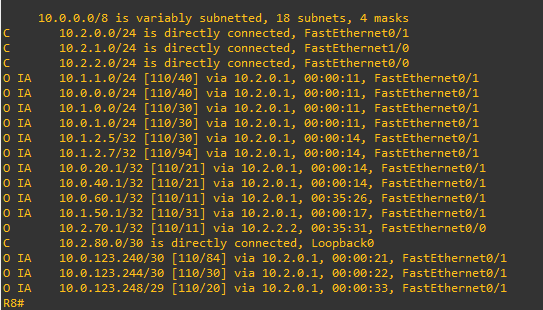 10.0.0.0/8 is variably subnetted, 18 subnets, 4 masks
C       10.2.0.0/24 is directly connected, FastEthernet0/1
C       10.2.1.0/24 is directly connected, FastEthernet1/0
C       10.2.2.0/24 is directly connected, FastEthernet0/0
O IA    10.1.1.0/24 [110/40] via 10.2.0.1, 00:00:11, FastEthernet0/1
O IA    10.0.0.0/24 [110/40] via 10.2.0.1, 00:00:11, FastEthernet0/1
O IA    10.1.0.0/24 [110/30] via 10.2.0.1, 00:00:11, FastEthernet0/1
O IA    10.0.1.0/24 [110/30] via 10.2.0.1, 00:00:11, FastEthernet0/1
O IA    10.1.2.5/32 [110/30] via 10.2.0.1, 00:00:14, FastEthernet0/1
O IA    10.1.2.7/32 [110/94] via 10.2.0.1, 00:00:14, FastEthernet0/1
O IA    10.0.20.1/32 [110/21] via 10.2.0.1, 00:00:14, FastEthernet0/1
O IA    10.0.40.1/32 [110/21] via 10.2.0.1, 00:00:14, FastEthernet0/1
O IA    10.0.60.1/32 [110/11] via 10.2.0.1, 00:35:26, FastEthernet0/1
O IA    10.1.50.1/32 [110/31] via 10.2.0.1, 00:00:17, FastEthernet0/1
O       10.2.70.1/32 [110/11] via 10.2.2.2, 00:35:31, FastEthernet0/0
C       10.2.80.0/30 is directly connected, Loopback0
O IA    10.0.123.240/30 [110/84] via 10.2.0.1, 00:00:21, FastEthernet0/1
O IA    10.0.123.244/30 [110/30] via 10.2.0.1, 00:00:22, FastEthernet0/1
O IA    10.0.123.248/29 [110/20] via 10.2.0.1, 00:00:33, FastEthernet0/1
R8#